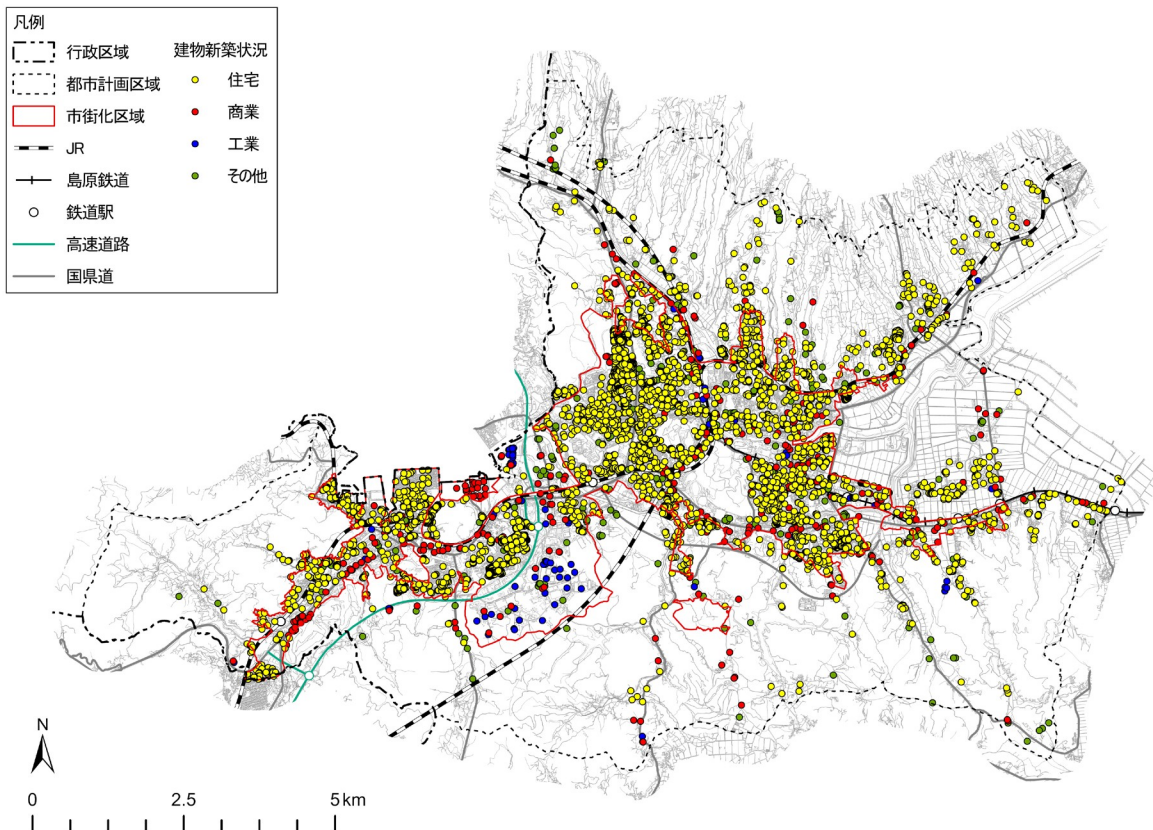 凡例
行政区域
都市計画区域
市街化区域
JR
島原鉄道
鉄道駅
高速道路
国県道
建物新築状況
住宅
商業
工業
その他
N
0 2.5 5km